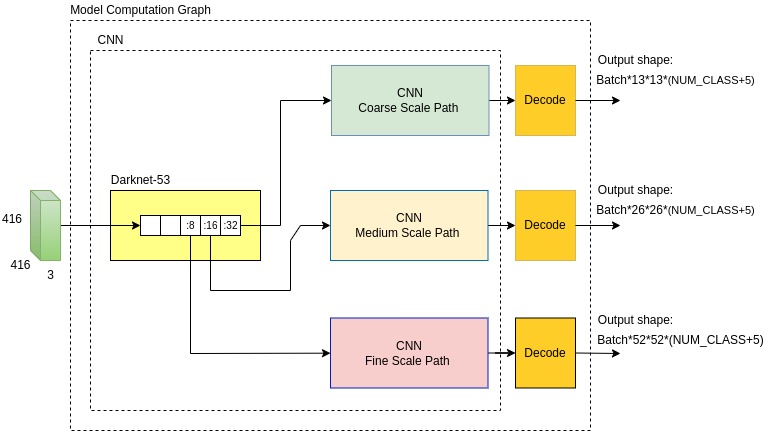 Model Computation Graph
CNN
Output shape:
Batch*13*13*(NUM_CLASS+5)
CNN
Coarse Scale Path
Decode
Darknet-53
:8
:16
:32
416
416
3
CNN
Medium Scale Path
Decode
Output shape:
Batch*26*26*(NUM_CLASS+5)
CNN
Fine Scale Path
Decode
Output shape:
Batch*52*52*(NUM_CLASS+5)